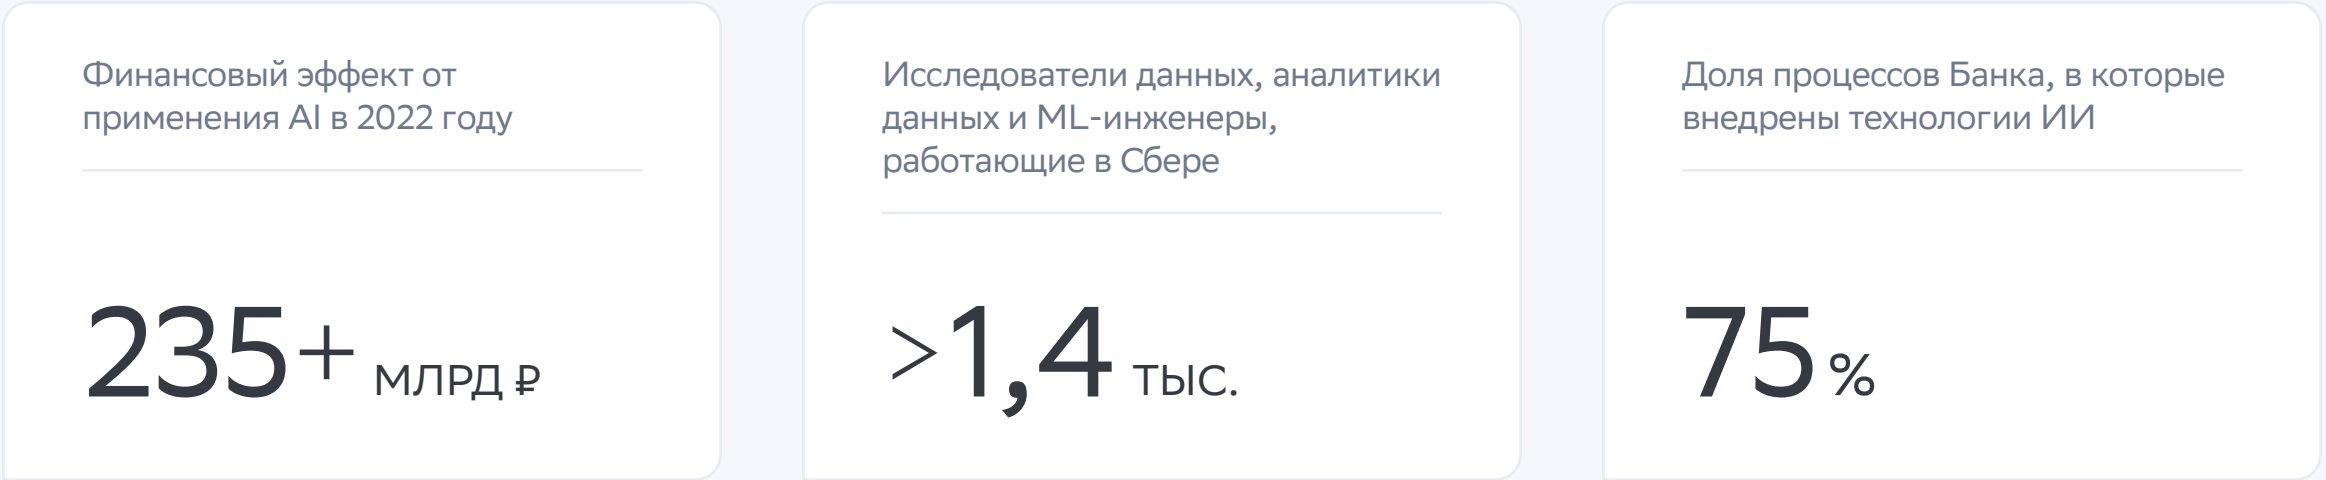 Финансовый эффект от
применения AI в 2022 году
235+ млрд ₽
Исследователи данных, аналитики
данных и ML-инженеры,
работающие в Сбере
>1,4 тыс.
Доля процессов Банка, в которые
внедрены технологии ИИ
75 %